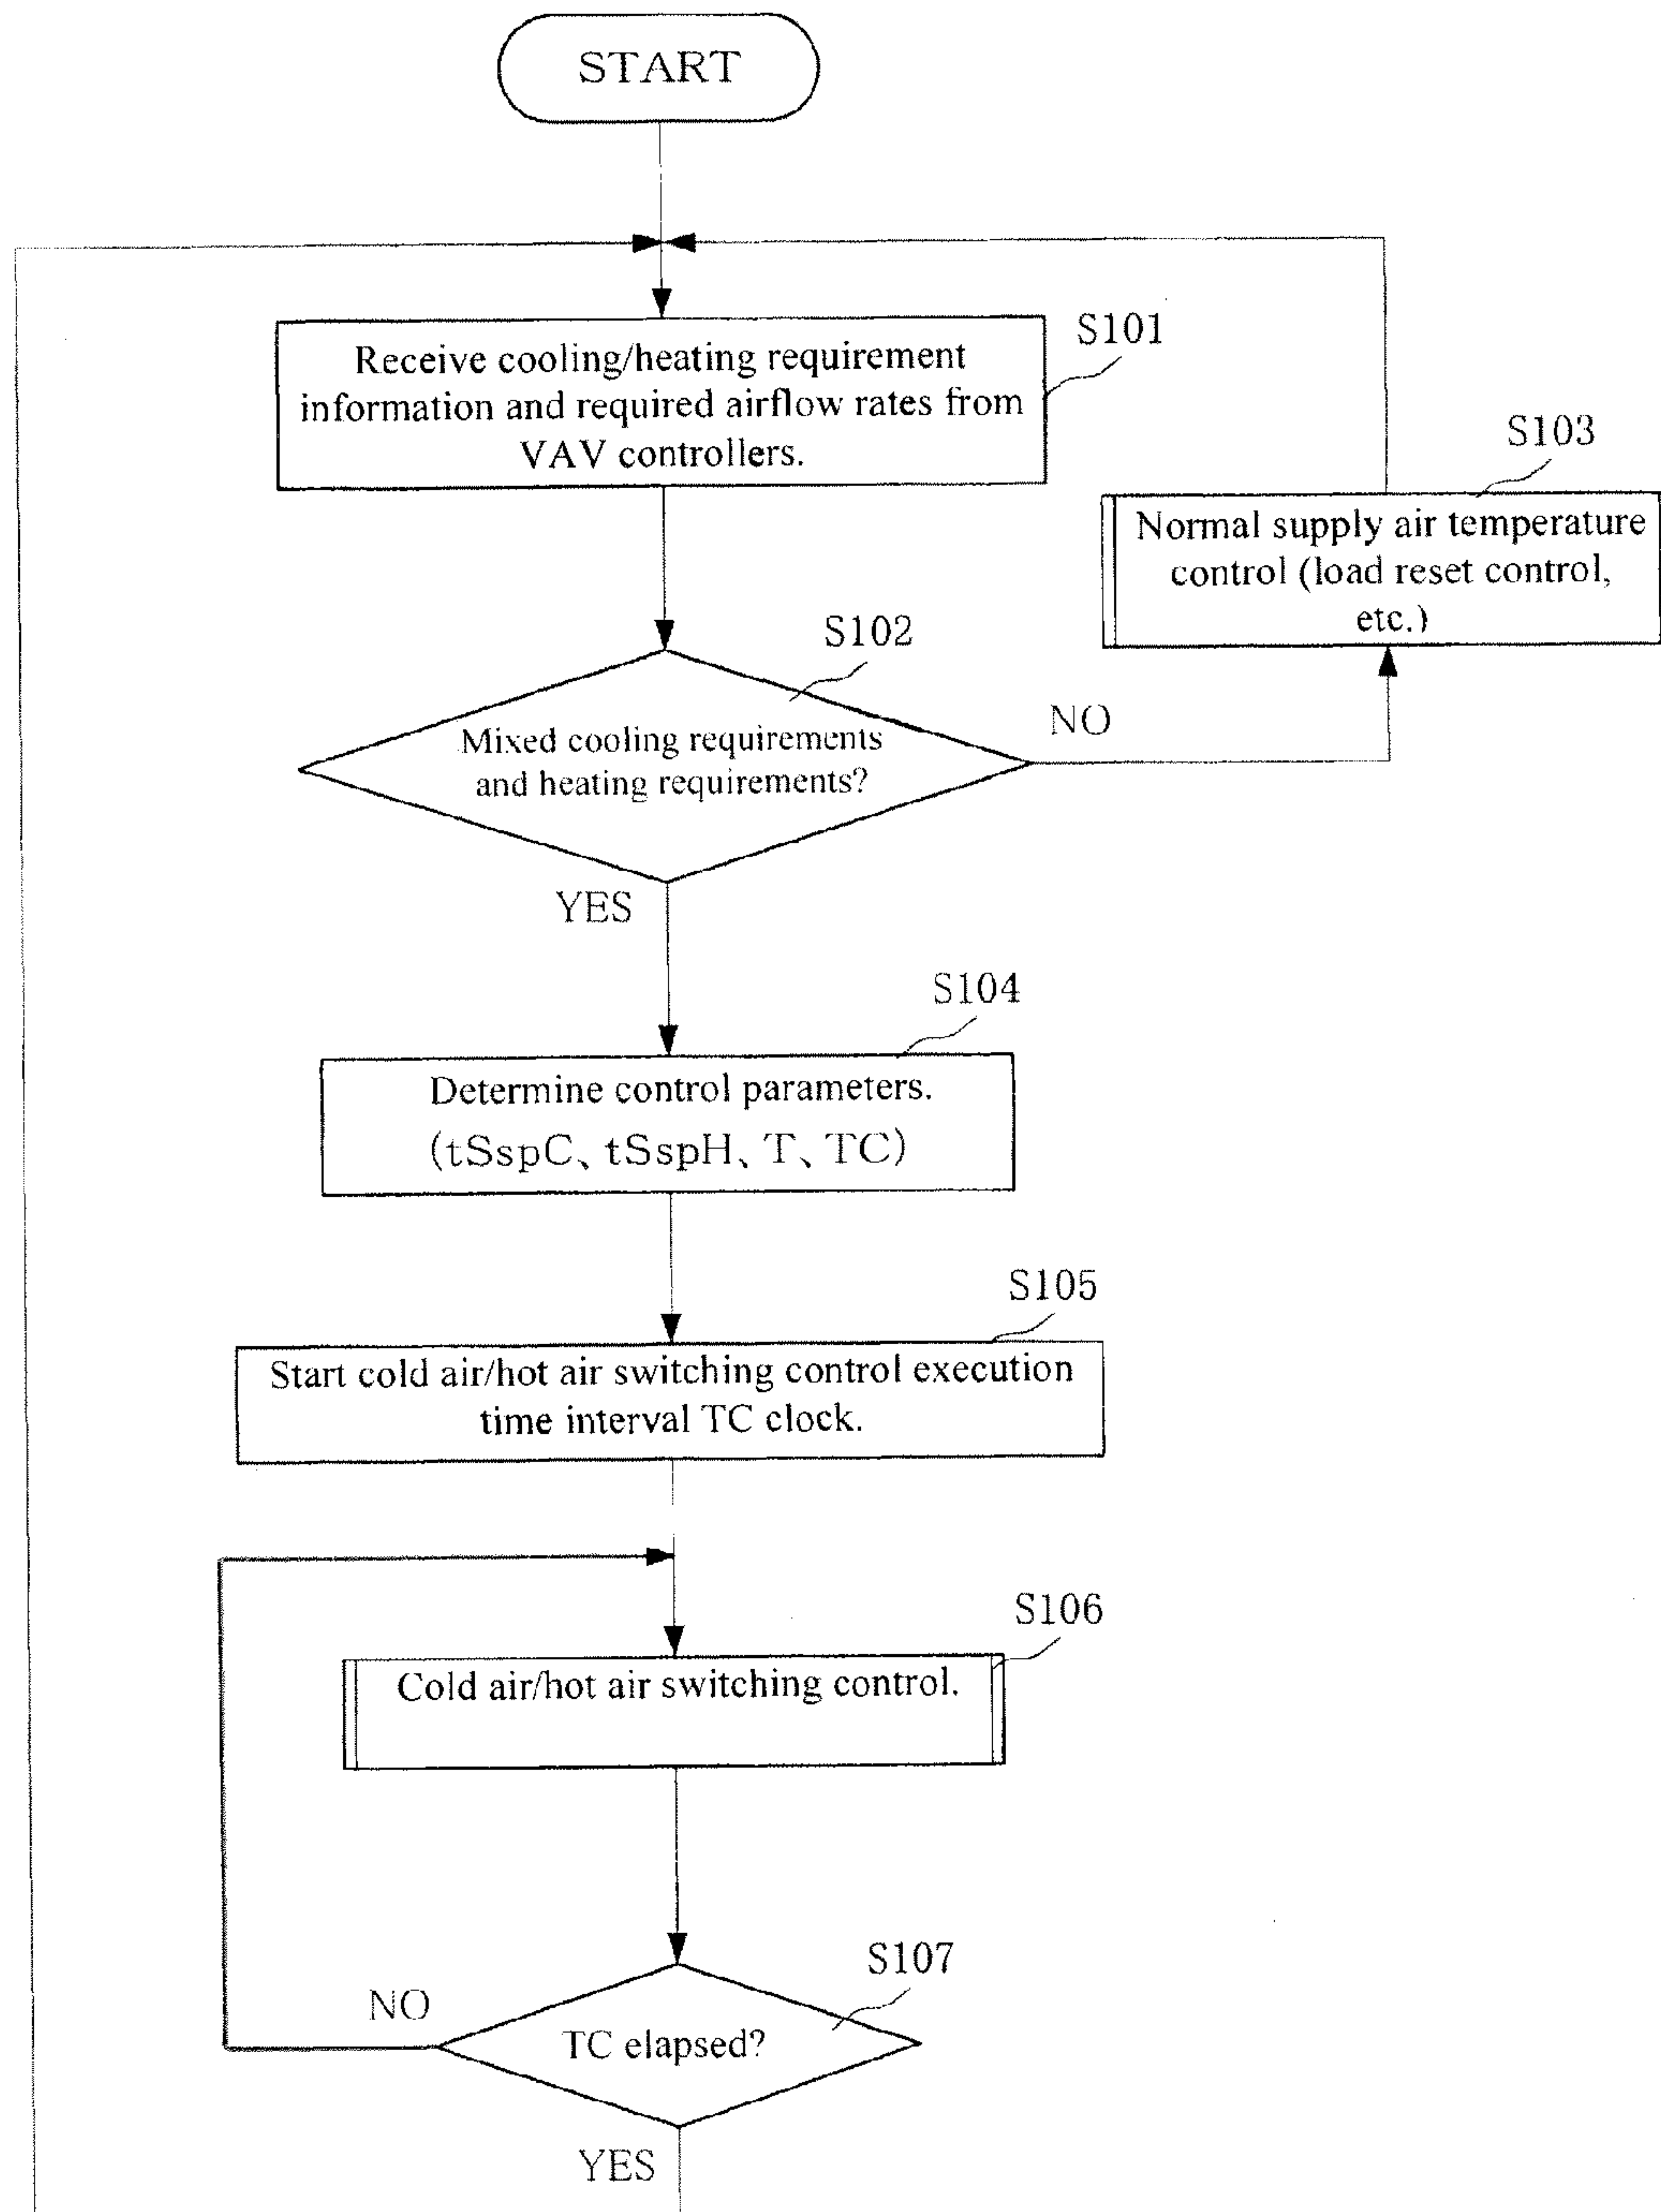 START
S101
Receive cooling/heating requirement
information and required airflow rates from
VAV controllers.
S103
Normal supply air temperature
control (load reset control,
etc.)
S102
Mixed cooling requirements
and heating requirements?
NO
YES
S104
Determine control parameters.
(tSspC、tSspH、T、TC)
S105
Start cold air/hot air switching control execution
time interval TC clock.
S106
Cold air/hot air switching control.
S107
NO
TC elapsed?
YES